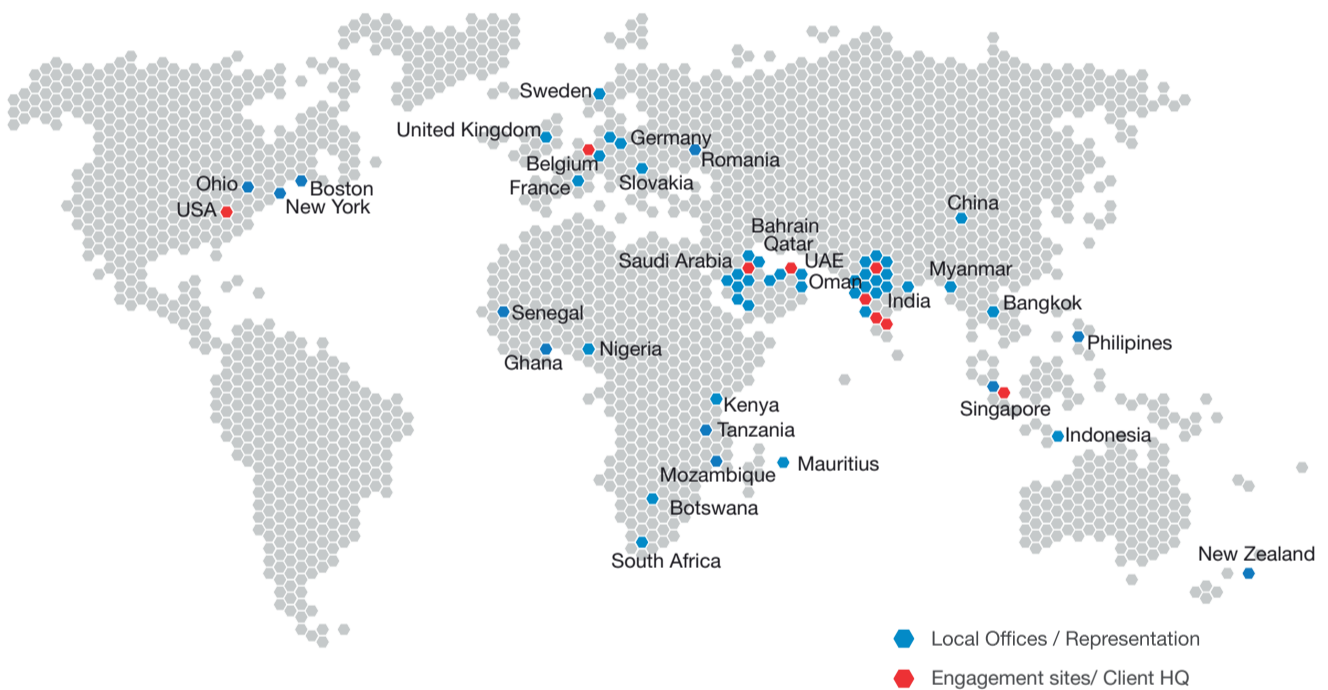 Sweden
United Kingdom
Germany
Belgium
Romania
France
Slovakia
Ohio
Boston
USA
New York
China
Bahrain
Qatar
Saudi Arabia
UAE
Oman
Myanmar
India
Bangkok
Senegal
Philipines
Ghana
Nigeria
Kenya
Singapore
Tanzania
Indonesia
Mauritius
Mozambique
Botswana
South Africa
New Zealand
Local Offices / Representation
Engagement sites/ Client HQ